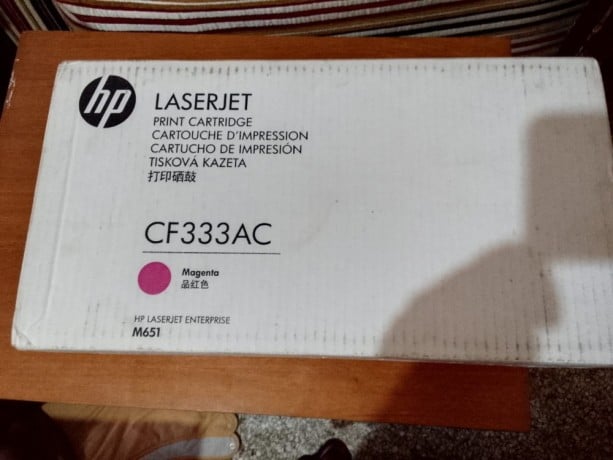 hp
LASERJET
PRINT CARTRIDGE
CARTOUCHE D'IMPRESSION
CARTUCHO DE IMPRESIÓN
TISKOVÁ KAZETA
打印硒鼓
CF333AC
Magenta
品红色
HP LASERJET ENTERPRISE
M651